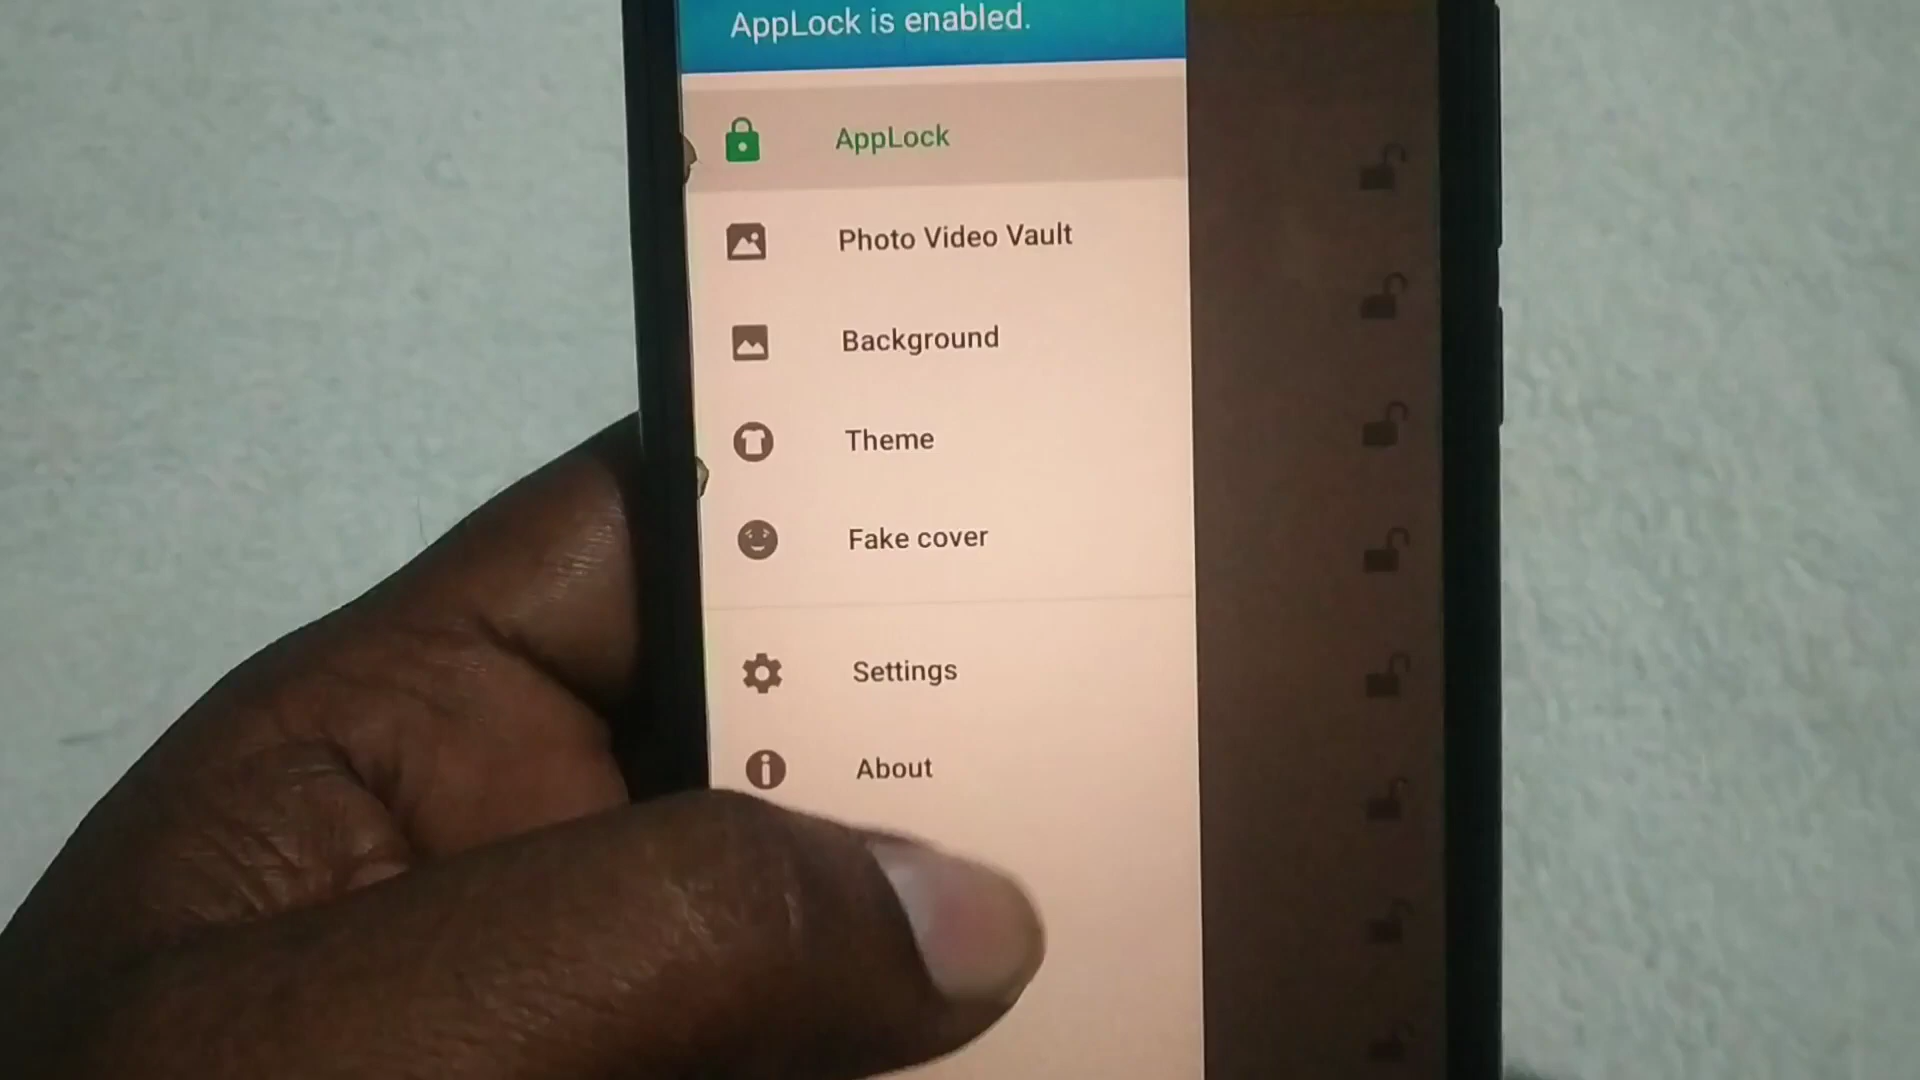 AppLock is enabled.
AppLock
Photo Video Vault
Background
Theme
Fake cover
Settings
About